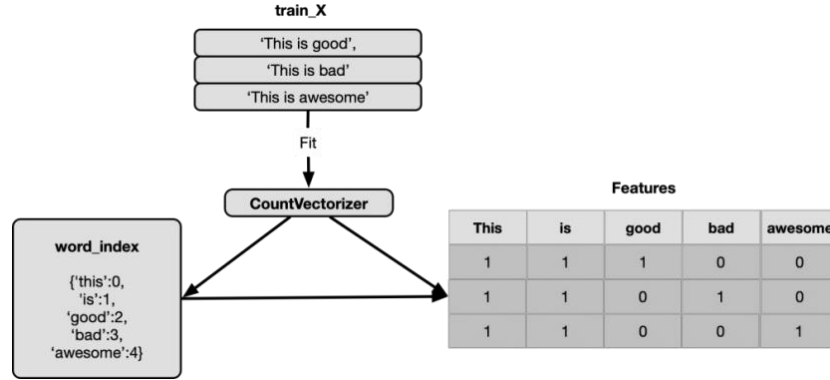 train_X
‘This is good’,
‘This is bad’
‘This is awesome’
Fit
CountVectorizer
word_index
{‘this’:0,
'is':1,
‘good’:2,
‘bad’:3,
‘awesome’:4}
Features
This is good bad awesome
1 1 1 0 0
1 1 0 1 0
1 1 0 0 1